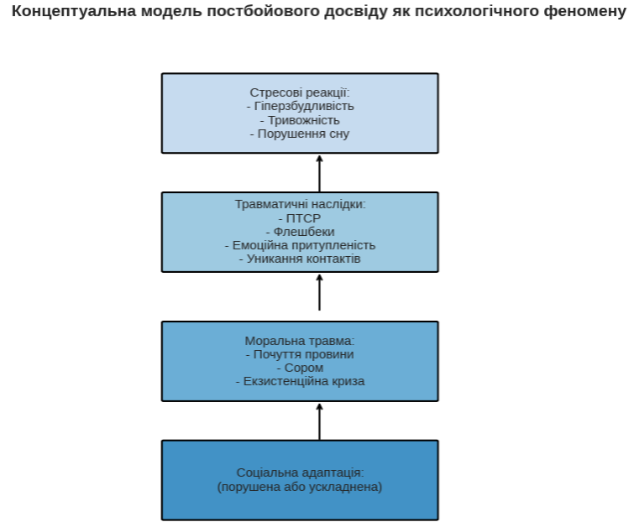 Концептуальна модель постбойового досвіду як психологічного феномену
Стресові реакції:
- Гіперзбудливість
- Тривожність
- Порушення сну
Травматичні наслідки:
- ПТСР
- Флешбеки
- Емоційна притупленість
- Уникання контактів
Моральна травма:
- Почуття провини
- Сором
- Екзистенційна криза
Соціальна адаптація:
(порушена або ускладнена)